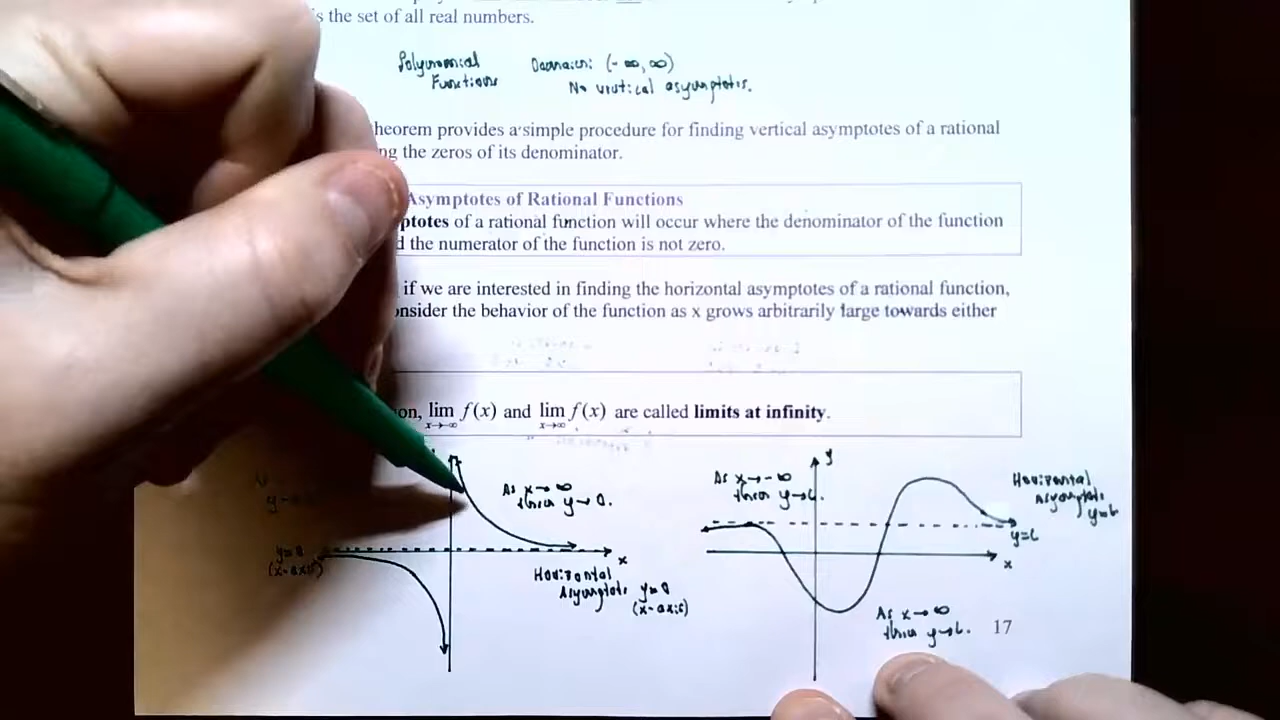 s the set of all real numbers.
Polynomial Domain: (-∞,∞)
Functions No vertical asymptotes.
heorem provides a simple procedure for finding vertical asymptotes of a rational
ng the zeros of its denominator.
Asymptotes of Rational Functions
ptotes of a rational function will occur where the denominator of the function
d the numerator of the function is not zero.
if we are interested in finding the horizontal asymptotes of a rational function,
onsider the behavior of the function as x grows arbitrarily large towards either
on, lim f(x) and lim f(x) are called limits at infinity.
x→-∞ x→∞
As x→∞
then y→0.
y=0
(x-axis)
x
Horizontal
Asymptote y=0
(x-axis)
y
As x→-∞
then y→L.
Horizontal
Asymptote
y=L
y=L
x
As x→∞
then y→L.
17